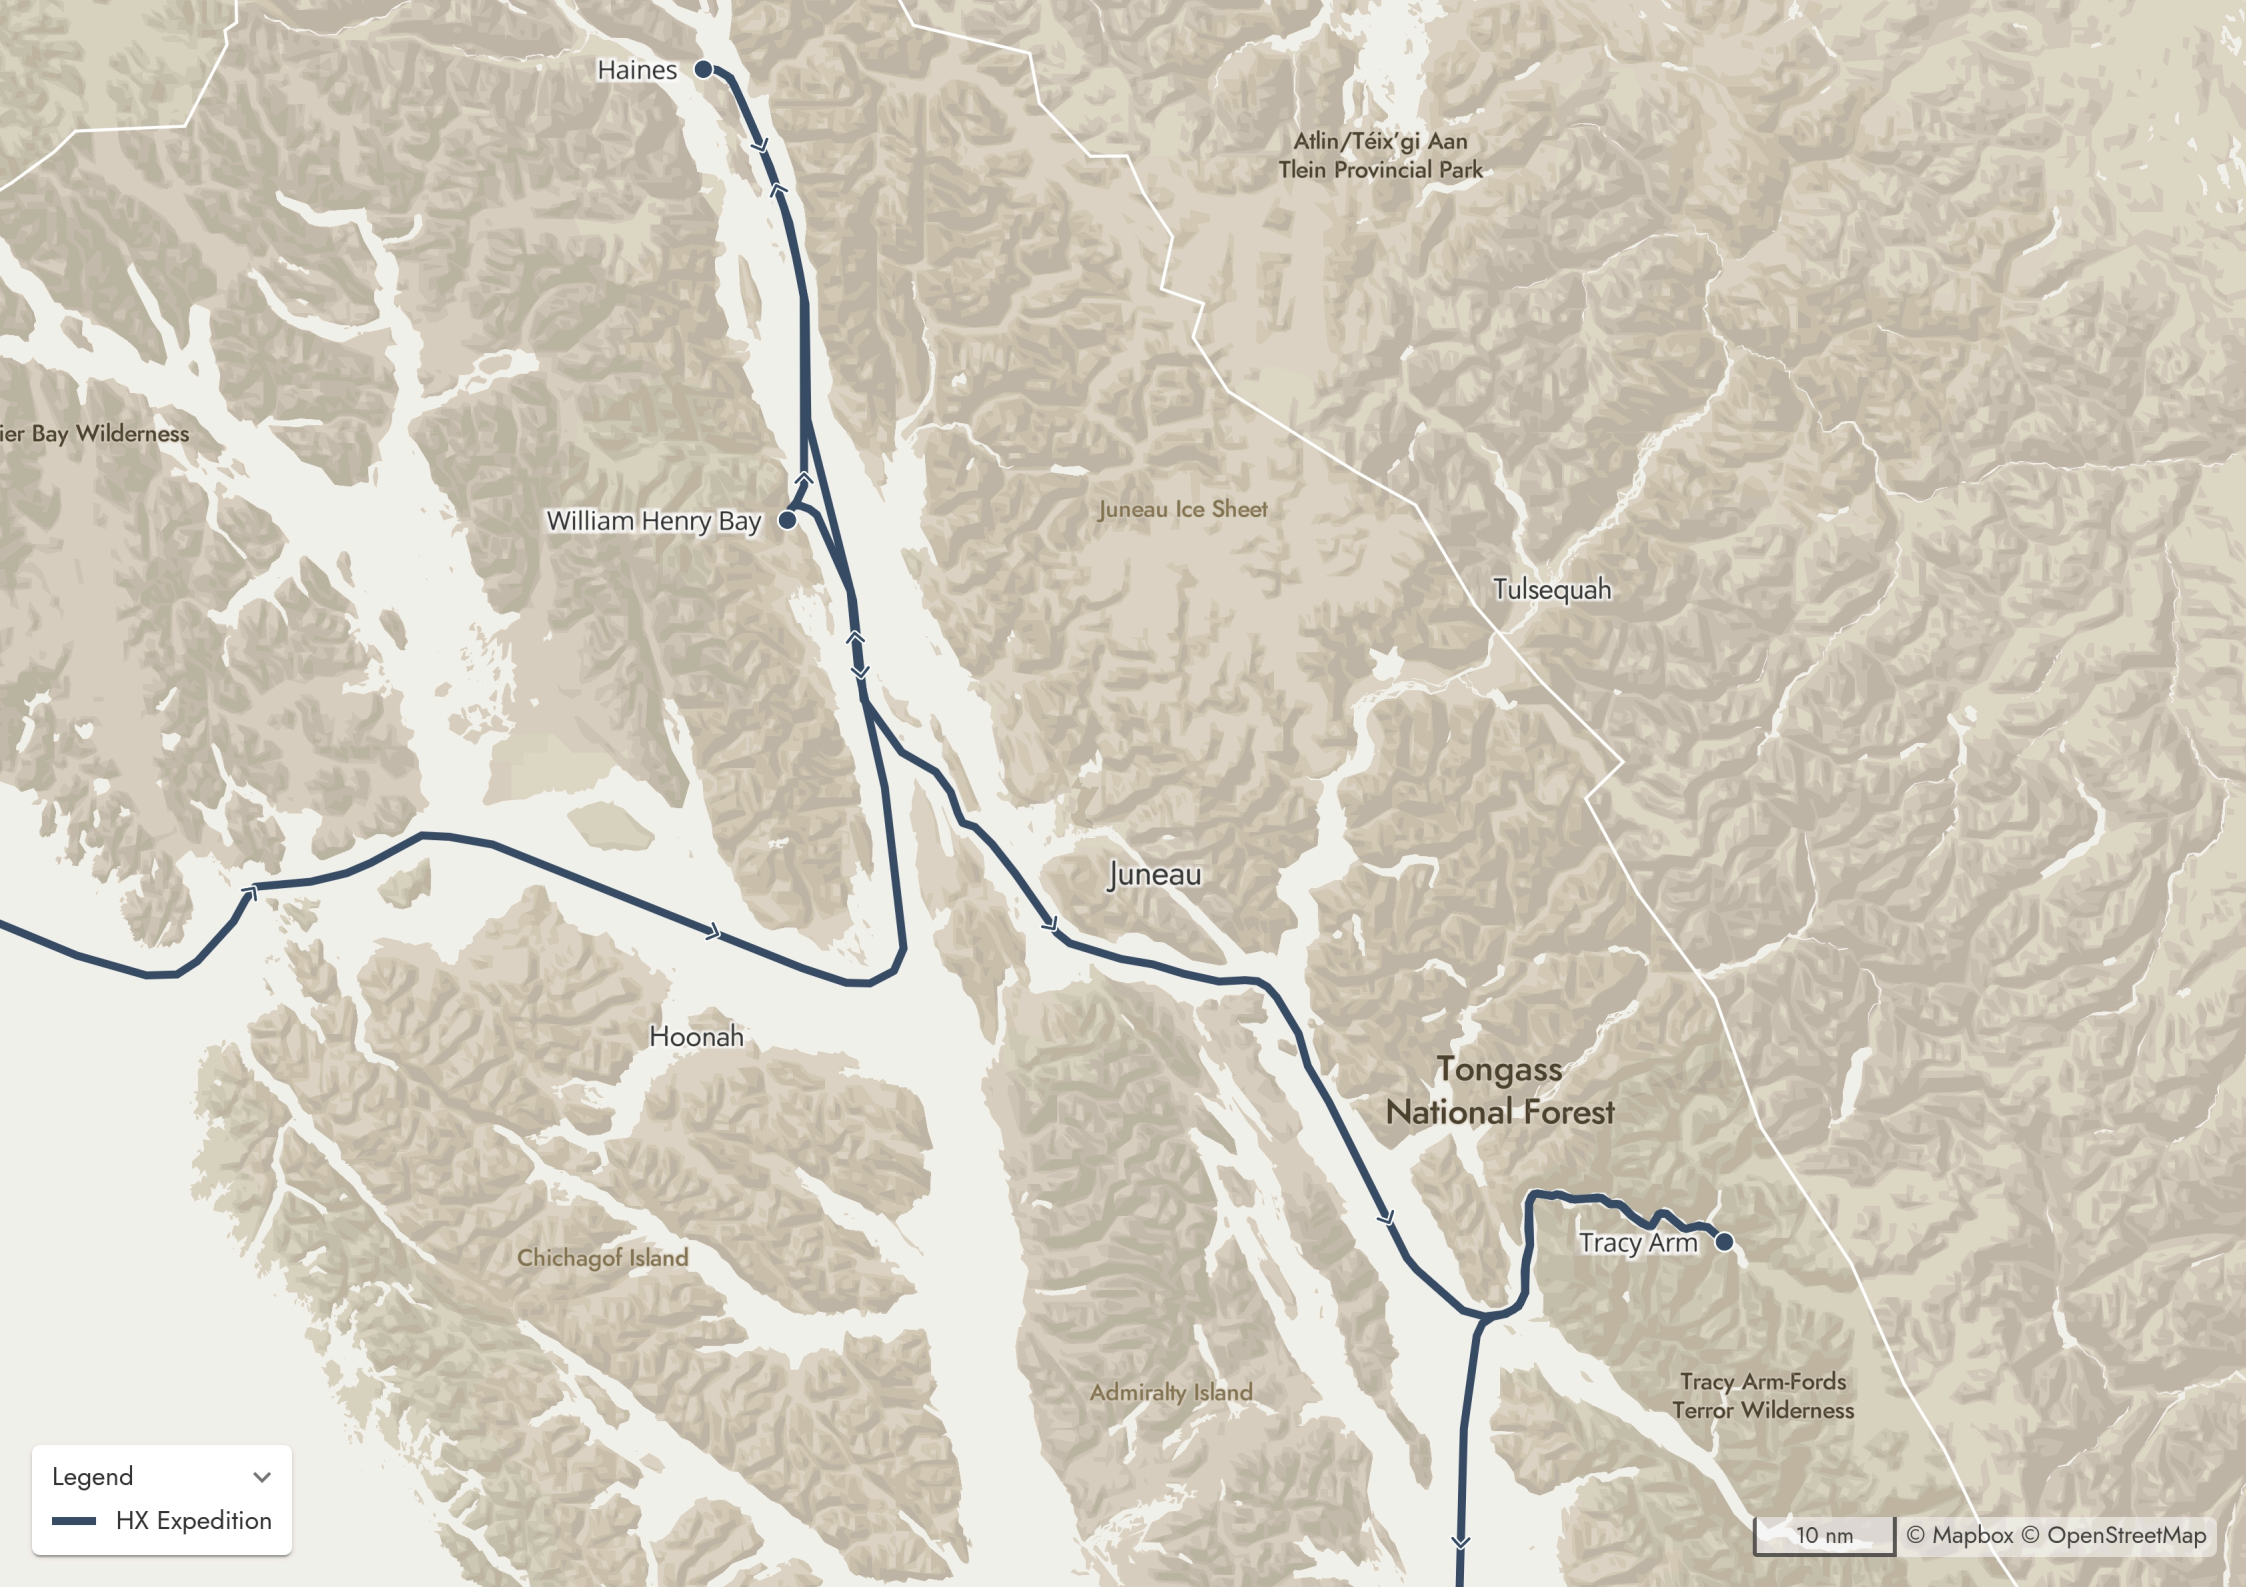 Haines
Atlin/Téix'gi Aan
Tlein Provincial Park
ier Bay Wilderness
William Henry Bay
Juneau Ice Sheet
Tulsequah
Juneau
Hoonah
Tongass
National Forest
Tracy Arm
Chichagof Island
Admiralty Island
Tracy Arm-Fords
Terror Wilderness
Legend
HX Expedition
10 nm
© Mapbox © OpenStreetMap